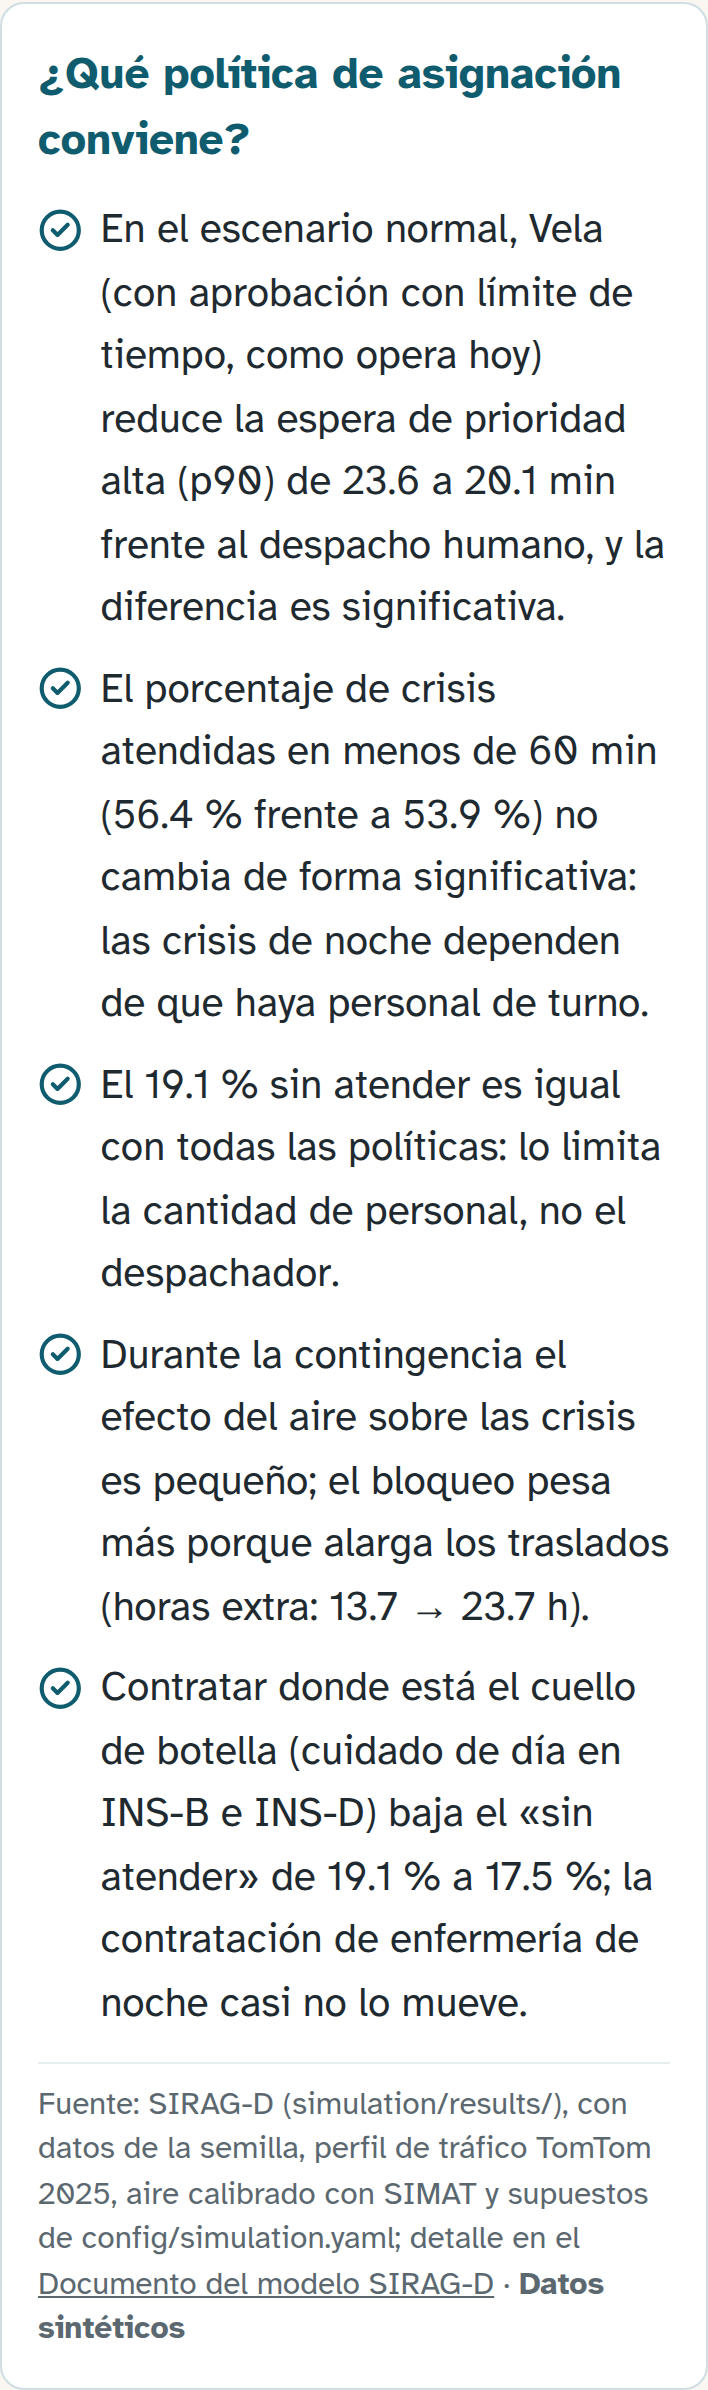 ¿Qué política de asignación
conviene?
En el escenario normal, Vela
(con aprobación con límite de
tiempo, como opera hoy)
reduce la espera de prioridad
alta (p90) de 23.6 a 20.1 min
frente al despacho humano, y la
diferencia es significativa.
El porcentaje de crisis
atendidas en menos de 60 min
(56.4 % frente a 53.9 %) no
cambia de forma significativa:
las crisis de noche dependen
de que haya personal de turno.
El 19.1 % sin atender es igual
con todas las políticas: lo limita
la cantidad de personal, no el
despachador.
Durante la contingencia el
efecto del aire sobre las crisis
es pequeño; el bloqueo pesa
más porque alarga los traslados
(horas extra: 13.7 → 23.7 h).
Contratar donde está el cuello
de botella (cuidado de día en
INS-B e INS-D) baja el «sin
atender» de 19.1 % a 17.5 %; la
contratación de enfermería de
noche casi no lo mueve.
Fuente: SIRAG-D (simulation/results/), con
datos de la semilla, perfil de tráfico TomTom
2025, aire calibrado con SIMAT y supuestos
de config/simulation.yaml; detalle en el
Documento del modelo SIRAG-D · Datos
sintéticos